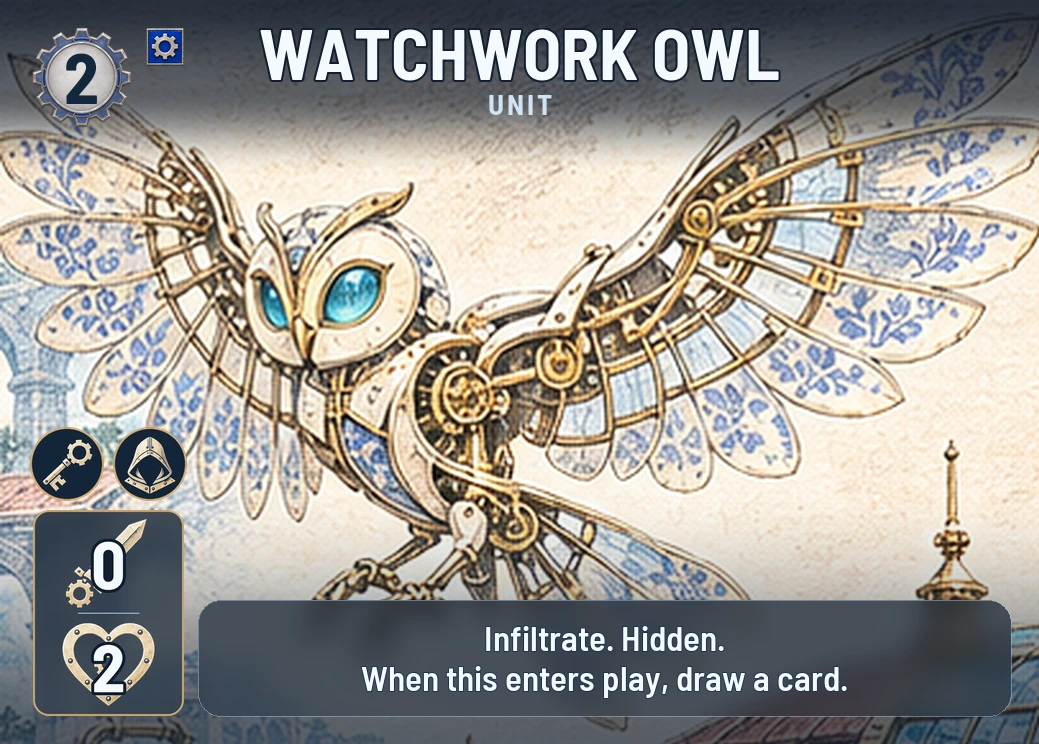 2
WATCHWORK OWL
UNIT
0
2
Infiltrate. Hidden.
When this enters play, draw a card.